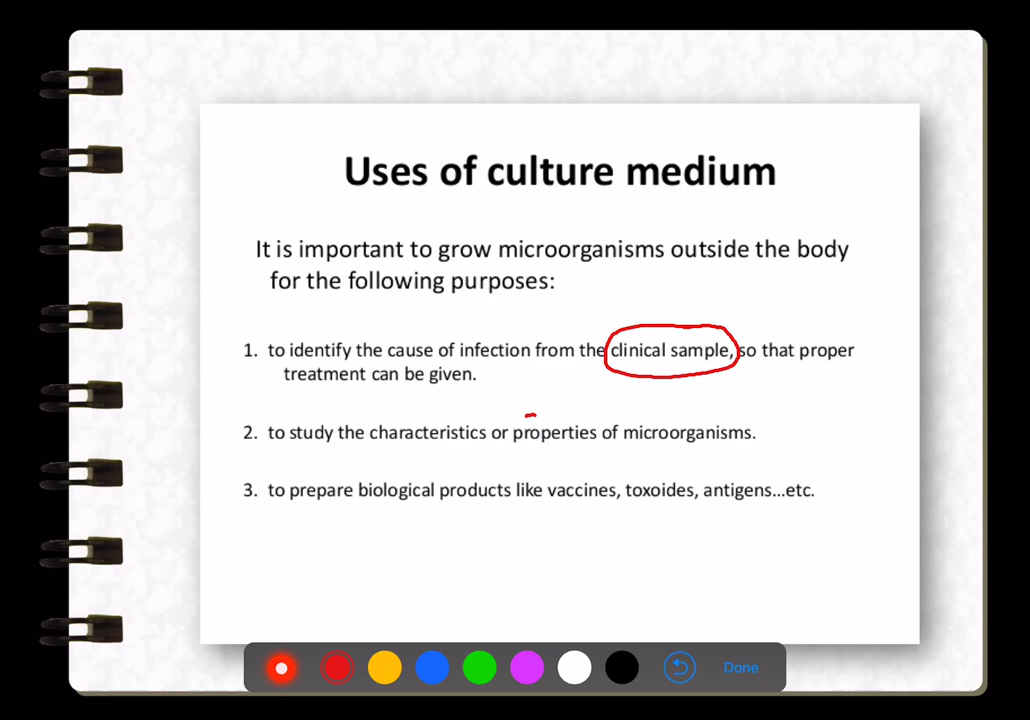 Uses of culture medium
It is important to grow microorganisms outside the body
for the following purposes:
1. to identify the cause of infection from the clinical sample, so that proper
treatment can be given.
2. to study the characteristics or properties of microorganisms.
3. to prepare biological products like vaccines, toxoides, antigens...etc.
Done